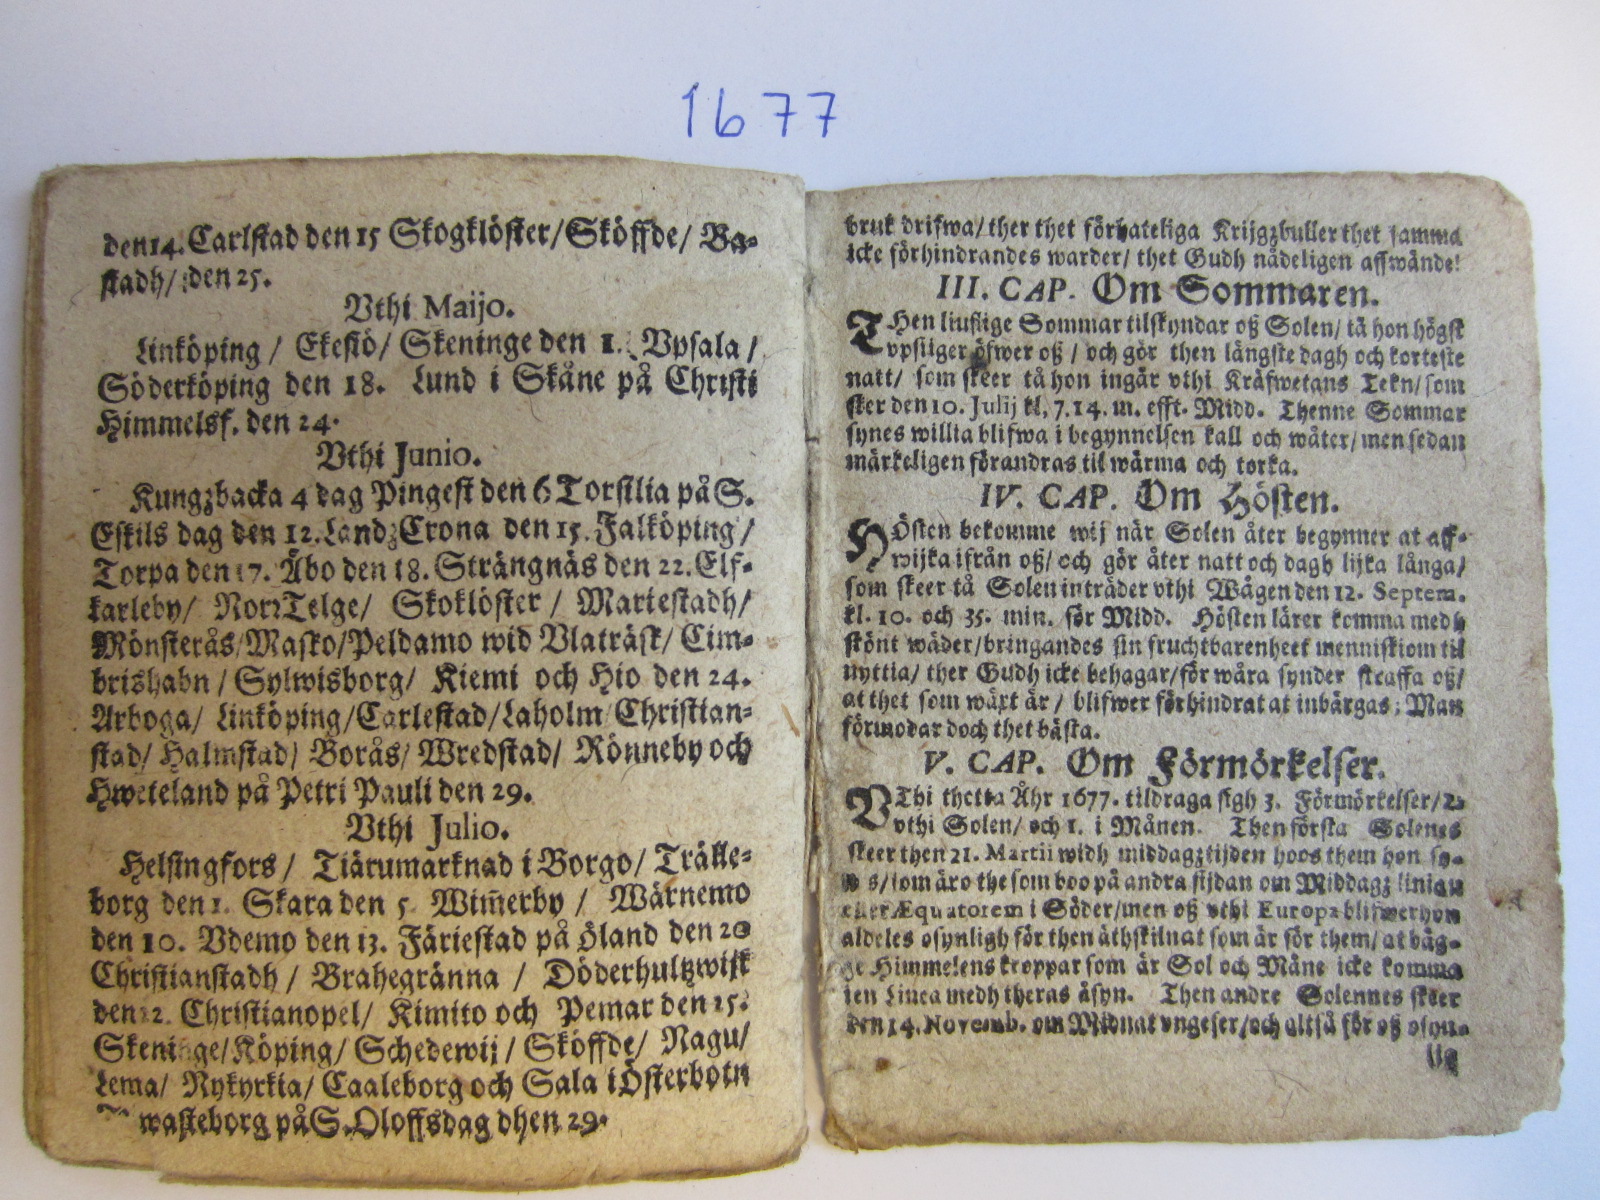 1677
den 14. Carlstad den 15 Skogklöster/ Sköffde/ Ba-
stadh/ den 25.
Vthi Maijo.
Linköping / Ekesiö/ Skeninge den 1. Vpsala /
Söderköping den 18. Lund i Skåne på Christi
Himmelsf. den 24.
Vthi Junio.
Kungzbacka 4 dag Pingest den 6 Torsilia på S.
Eskils dag den 12. Landz Crona den 15. Falköping /
Torpa den 17. Åbo den 18. Strängnäs den 22. Elf-
karleby/ Norr Telge/ Skoklöster / Mariestadh/
Mönsterås/ Masko/ Peldamo wid Vlaträsk/ Cim-
brishabn / Sylwisborg/ Kiemi och Hio den 24.
Arboga/ Linköping/ Carlestad/ Laholm Christian-
stad/ Halmstad/ Borås/ Wredstad/ Rönneby och
Hweteland på Petri Pauli den 29.
Vthi Julio.
Helsingfors / Tiärumarknad i Borgo/ Trälle-
borg den 1. Skara den 5. Wim̃erby / Wärnemo
den 10. Vdemo den 13. Färiestad på Öland den 20
Christianstadh / Brahegränna / Döderhultzwijk
den 12. Christianopel/ Kimito och Pemar den 15.
Skeninge/ Köping/ Schedewij / Sköffde/ Nagu/
Lema/ Nykyrkia/ Caaleborg och Sala i Österbotn
wasteborg på S. Oloffsdag dhen 29.
bruk drifwa/ ther thet förhateliga Krijgzbuller thet samma
icke förhindrandes warder/ thet Gudh nådeligen affwände!
III. CAP. Om Sommaren.
THen liuflige Sommar tilskyndar oß Solen/ tå hon högst
vpstiger öfwer oß / och gör then långste dagh och korteste
natt/ som skeer tå hon ingår vthi Kräfwetans Tekn/ som
sker den 10. Julij kl. 7. 14. m. efft. Midd. Thenne Sommar
synes willia blifwa i begynnelsen kall och wåter/ men sedan
märkeligen förandras til wärma och torka.
IV. CAP. Om Hösten.
HÖsten bekomme wij när Solen åter begynner at aff-
wijka ifrån oß/ och gör åter natt och dagh lijka långa/
som skeer tå Solen inträder vthi Wågen den 12. Septem.
kl. 10. och 35. min. för Midd. Hösten lärer komma medh
skönt wäder/ bringandes sin fruchtbarenheet menniskiom til
nyttia/ ther Gudh icke behagar/ för wåra synder straffa oß/
at thet som wäxt är / blifwer förhindrat at inbärgas; Man
förmodar doch thet bästa.
V. CAP. Om Förmörkelser.
VThi thetta Åhr 1677. tildraga sigh 3. Förmörkelser/ 2.
vthi Solen/ och 1. i Månen. Then första Solenes
skeer then 21. Martii widh middagztijden hoos them hon sy-
s/ som äro the som boo på andra sijdan om Middagz linian
eller Æquatorem i Söder/ men oß vthi Europa blifwer hon
aldeles osynligh för then åthskilnat som är för them/ at båg-
ge Himmelens kroppar som är Sol och Måne icke komma
i en Linea medh theras åsyn. Then andre Solennes skeer
den 14. Novemb. om Midnat vngefer/ och altså för oß osyn-
lig